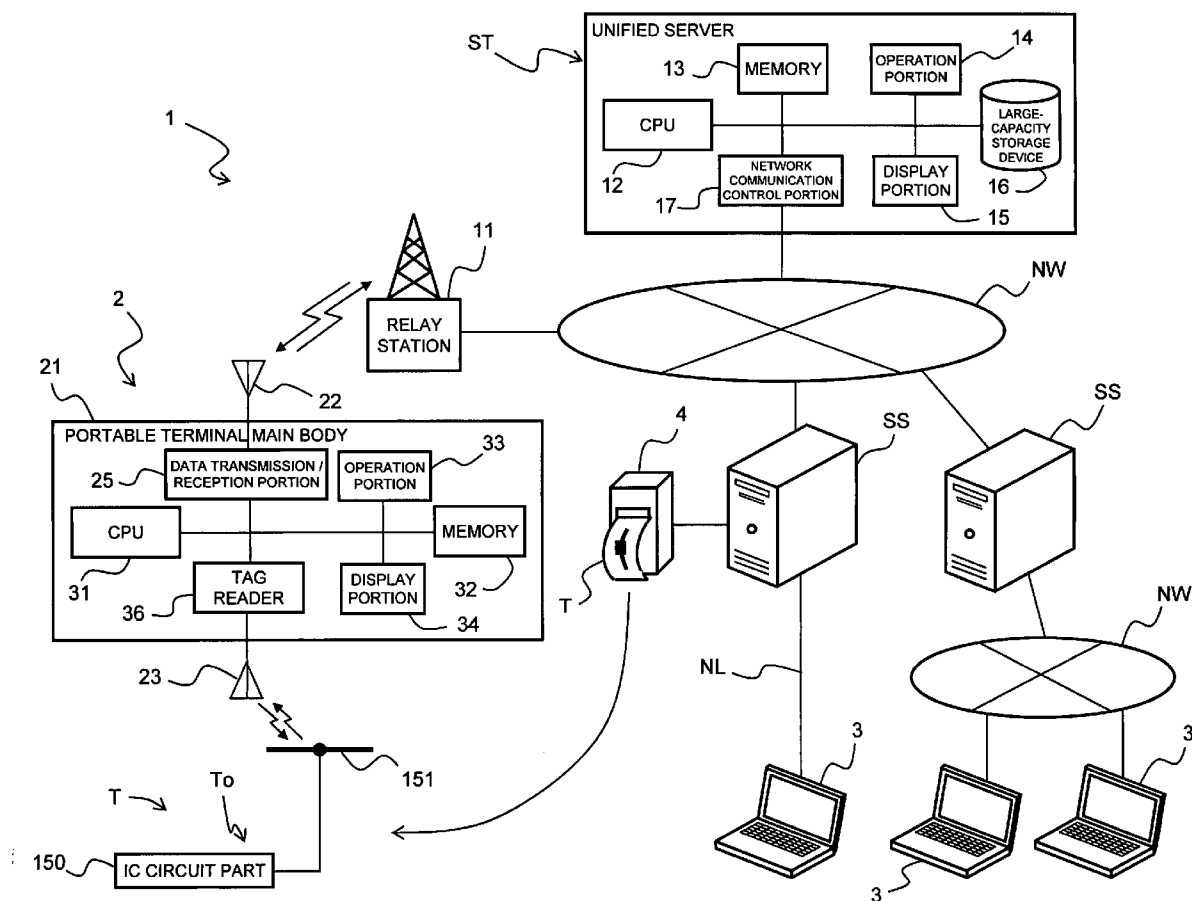 UNIFIED SERVER
ST
14
13
MEMORY
OPERATION
PORTION
1
CPU
LARGE-
CAPACITY
STORAGE
DEVICE
12
NETWORK
COMMUNICATION
CONTROL PORTION
17
DISPLAY
PORTION
16
15
11
NW
2
RELAY
STATION
21
22
PORTABLE TERMINAL MAIN BODY
33
4
SS
SS
25
DATA TRANSMISSION /
RECEPTION PORTION
OPERATION
PORTION
CPU
MEMORY
31
TAG
READER
36
DISPLAY
PORTION
32
34
T
NW
23
NL
151
3
3
T
To
150
IC CIRCUIT PART
3